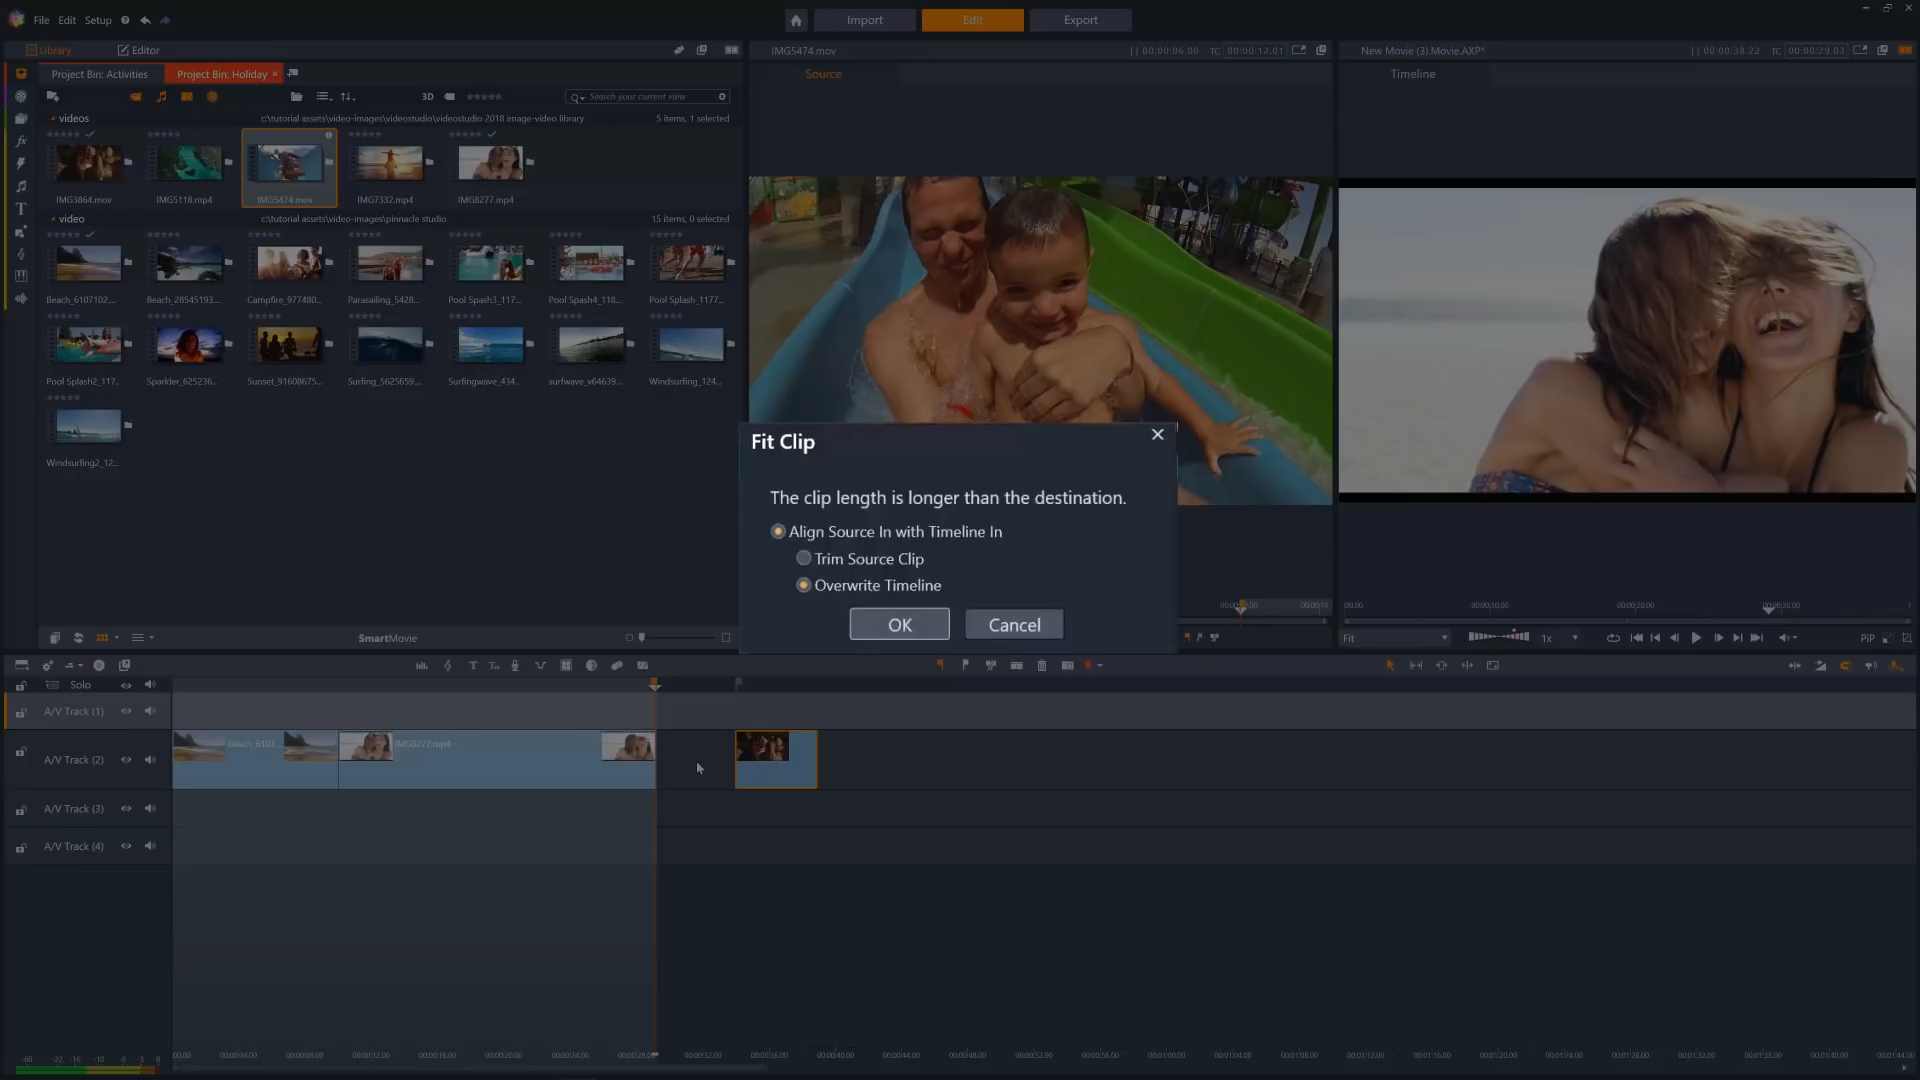 File Edit Setup
Import Edit Export
Library Editor
IMG5474.mov
[] 00:00:06.00 TC 00:00:12.01
New Movie (3).Movie.AXP*
[] 00:00:38.22 TC 00:00:29.03
Project Bin: Activities
Project Bin: Holiday ×
Source
Timeline
3D
Search your current view
videos
c:\tutorial assets\video-images\videostudio\videostudio 2018 image-video library
5 items, 1 selected
IMG3864.mov IMG5118.mp4 IMG5474.mov IMG7332.mp4 IMG8277.mp4
video
c:\tutorial assets\video-images\pinnacle studio
15 items, 0 selected
Beach_6107102... Beach_28545193... Campfire_977480... Parasailing_5428... Pool Spash3_117... Pool Spash4_118... Pool Splash_1177...
Pool Splash2_117... Sparkler_625236... Sunset_91608675... Surfing_5625659... Surfingwave_434... surfwave_v64639... Windsurfing_124...
Windsurfing2_12...
Fit Clip
The clip length is longer than the destination.
Align Source In with Timeline In
Trim Source Clip
Overwrite Timeline
OK Cancel
00:00:10.00 00:00:20.00 00:00:30.00
SmartMovie
Fit
1x
PiP
Solo
A/V Track (1)
A/V Track (2)
Beach_6107...
IMG8277.mp4
A/V Track (3)
A/V Track (4)
-60 -22 -16 -10 -6 -3 0
00:00 00:00:04.00 00:00:08.00 00:00:12.00 00:00:16.00 00:00:20.00 00:00:24.00 00:00:28.00 00:00:32.00 00:00:36.00 00:00:40.00 00:00:44.00 00:00:48.00 00:00:52.00 00:00:56.00 00:01:00.00 00:01:04.00 00:01:08.00 00:01:12.00 00:01:16.00 00:01:20.00 00:01:24.00 00:01:28.00 00:01:32.00 00:01:36.00 00:01:40.00 00:01:44.00